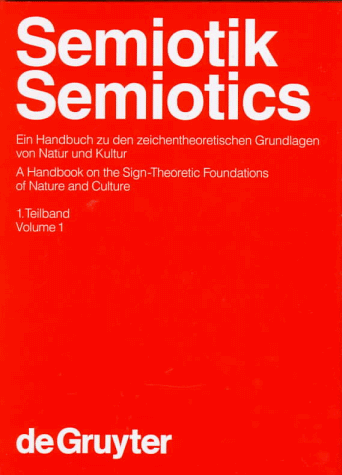 Semiotik
Semiotics
Ein Handbuch zu den zeichentheoretischen Grundlagen
von Natur und Kultur
A Handbook on the Sign-Theoretic Foundations
of Nature and Culture
1. Teilband
Volume 1
de Gruyter